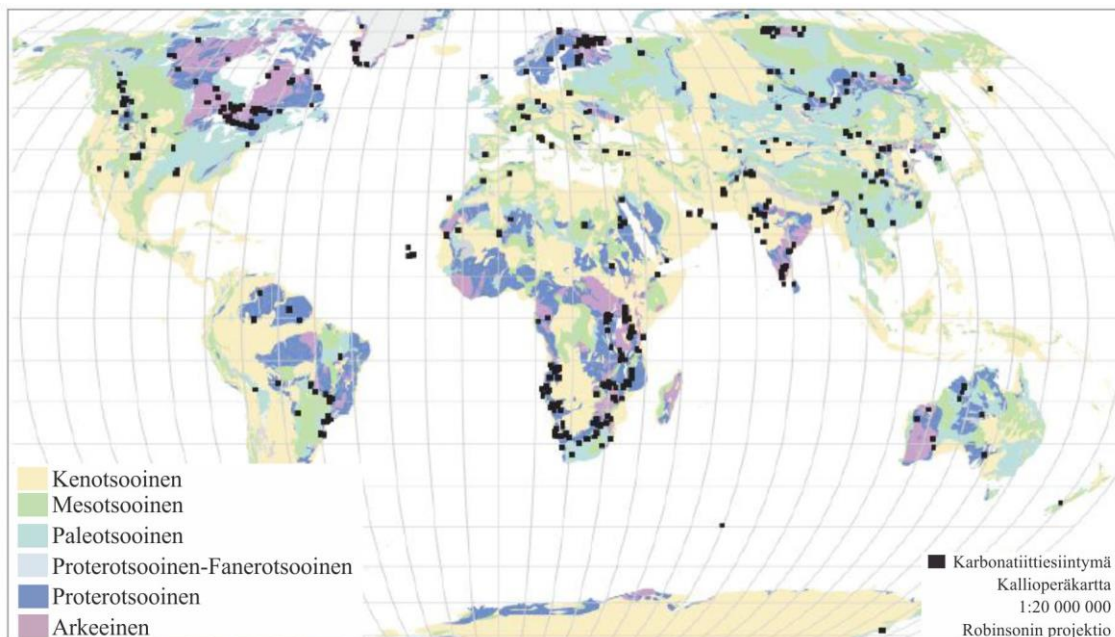 Kenotsooinen
Mesotsooinen
Paleotsooinen
Proterotsooinen-Fanerotsooinen
Proterotsooinen
Arkeeinen
Karbonatiittiesiintymä
Kallioperäkartta
1:20 000 000
Robinsonin projektio